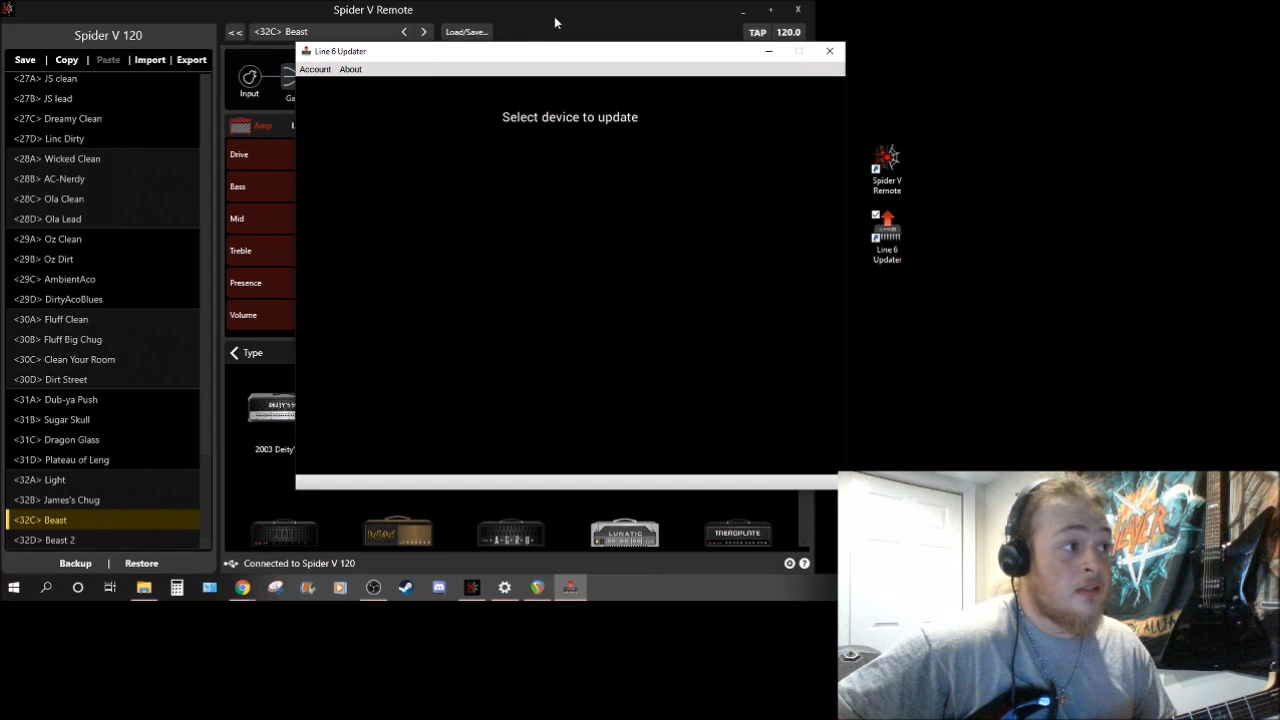 Spider V Remote
Spider V 120
Save | Copy | Paste | Import | Export
<27A> JS clean
<27B> JS lead
<27C> Dreamy Clean
<27D> Linc Dirty
<28A> Wicked Clean
<28B> AC-Nerdy
<28C> Ola Clean
<28D> Ola Lead
<29A> Oz Clean
<29B> Oz Dirt
<29C> AmbientAco
<29D> DirtyAcoBlues
<30A> Fluff Clean
<30B> Fluff Big Chug
<30C> Clean Your Room
<30D> Dirt Street
<31A> Dub-ya Push
<31B> Sugar Skull
<31C> Dragon Glass
<31D> Plateau of Leng
<32A> Light
<32B> James's Chug
<32C> Beast
<32D> Beast 2
Backup
Restore
<<
<32C> Beast
< >
Load/Save...
TAP 120.0
Input
Ga
Amp
Drive
Bass
Mid
Treble
Presence
Volume
Type
2003 Deity'
INSANE
LUNATIC
TREADPLATE
Connected to Spider V 120
Line 6 Updater
Account About
Select device to update
Spider V
Remote
Line 6
Updater
SLAYER